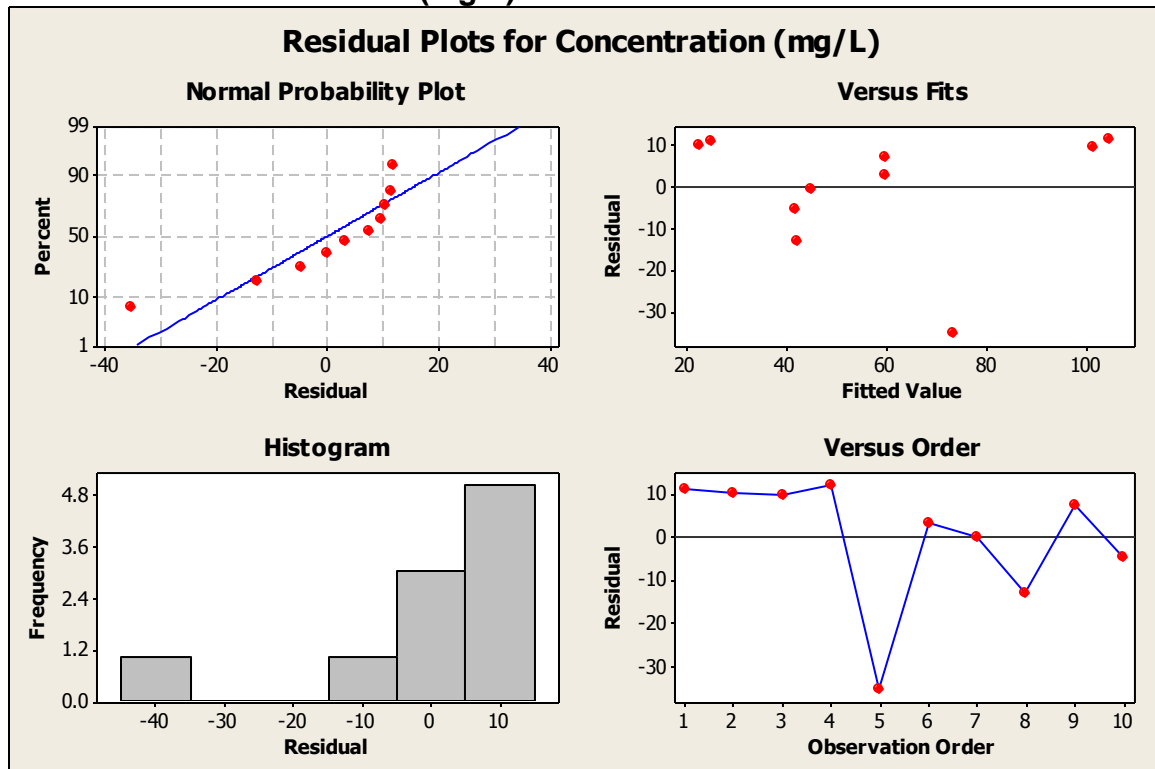 Residual Plots for Concentration (mg/L)
Normal Probability Plot
99
90
50
10
1
Percent
-40 -20 0 20 40
Residual
Versus Fits
10
0
-10
-20
-30
Residual
20 40 60 80 100
Fitted Value
Histogram
4.8
3.6
2.4
1.2
0.0
Frequency
-40 -30 -20 -10 0 10
Residual
Versus Order
10
0
-10
-20
-30
Residual
1 2 3 4 5 6 7 8 9 10
Observation Order